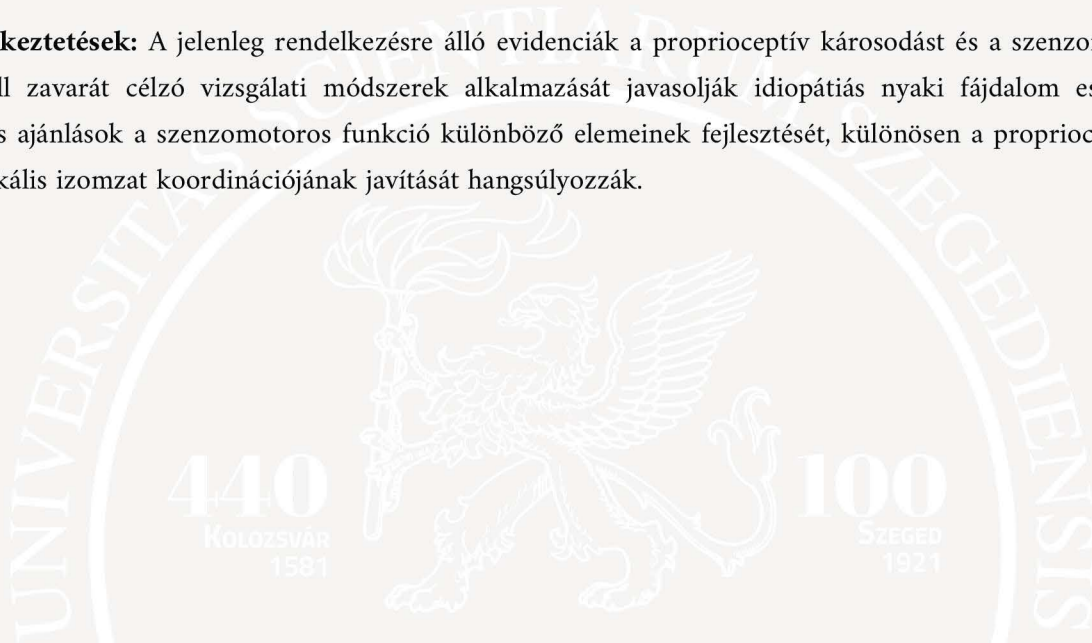 keztetések: A jelenleg rendelkezésre álló evidenciák a proprioceptív károsodást és a szenzo
ll zavarát célzó vizsgálati módszerek alkalmazását javasolják idiopátiás nyaki fájdalom es
s ajánlások a szenzomotoros funkció különböző elemeinek fejlesztését, különösen a proprioc
kális izomzat koordinációjának javítását hangsúlyozzák.
UNIVERSITAS SCIENTIARUM SZEGEDIENSIS
440
KOLOZSVÁR
1581
100
SZEGED
1921